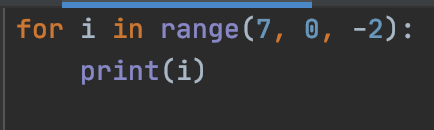 for i in range(7, 0, -2):
    print(i)